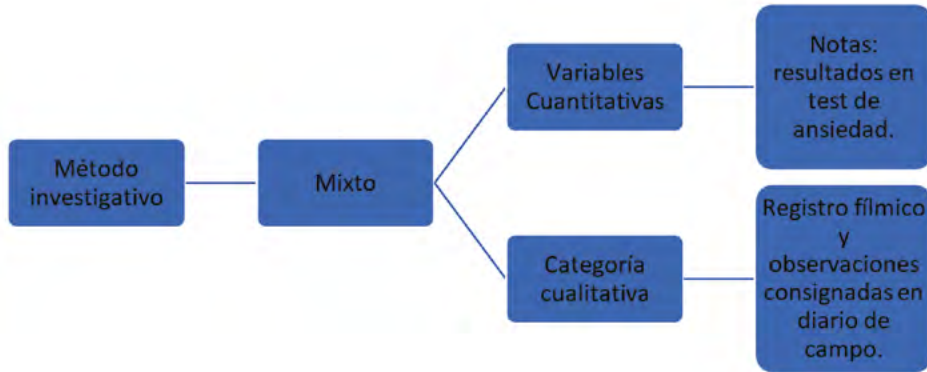 Método
investigativo
Mixto
Variables
Cuantitativas
Notas:
resultados en
test de
ansiedad.
Categoría
cualitativa
Registro fílmico
y
observaciones
consignadas en
diario de
campo.